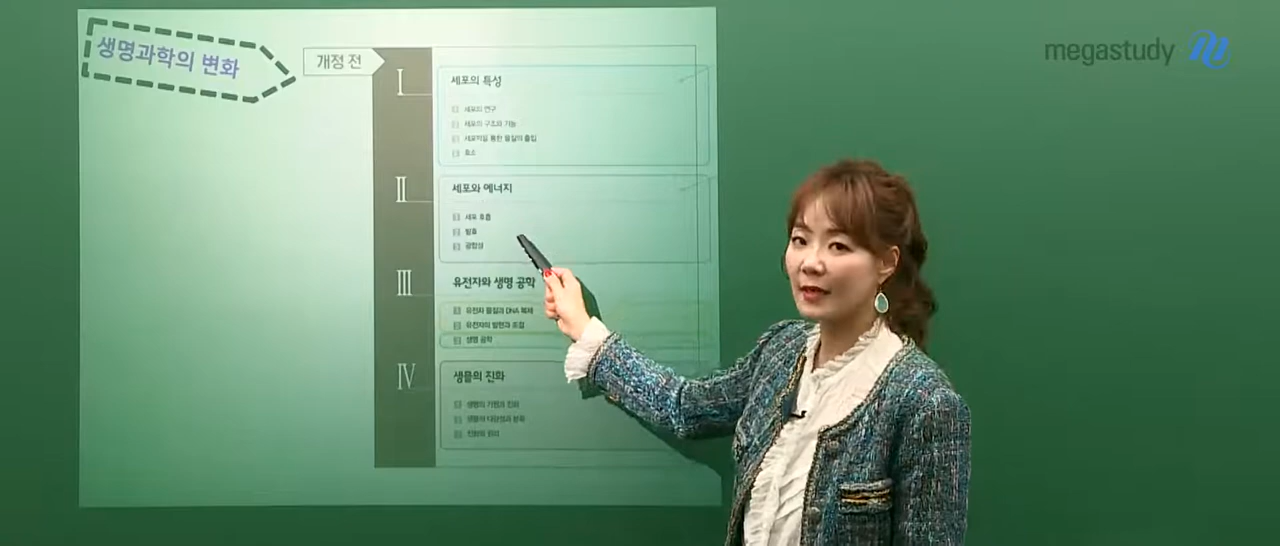 생명과학의 변화
개정 전
megastudy
Ⅰ
세포의 특성
세포의 연구
세포의 구조와 기능
세포막을 통한 물질의 출입
효소
Ⅱ
세포와 에너지
세포 호흡
발효
광합성
Ⅲ
유전자와 생명 공학
유전자 물질과 DNA 복제
유전자의 발현과 조절
생명 공학
Ⅳ
생물의 진화
생명의 기원과 진화
생물의 다양성과 분류
진화의 원리